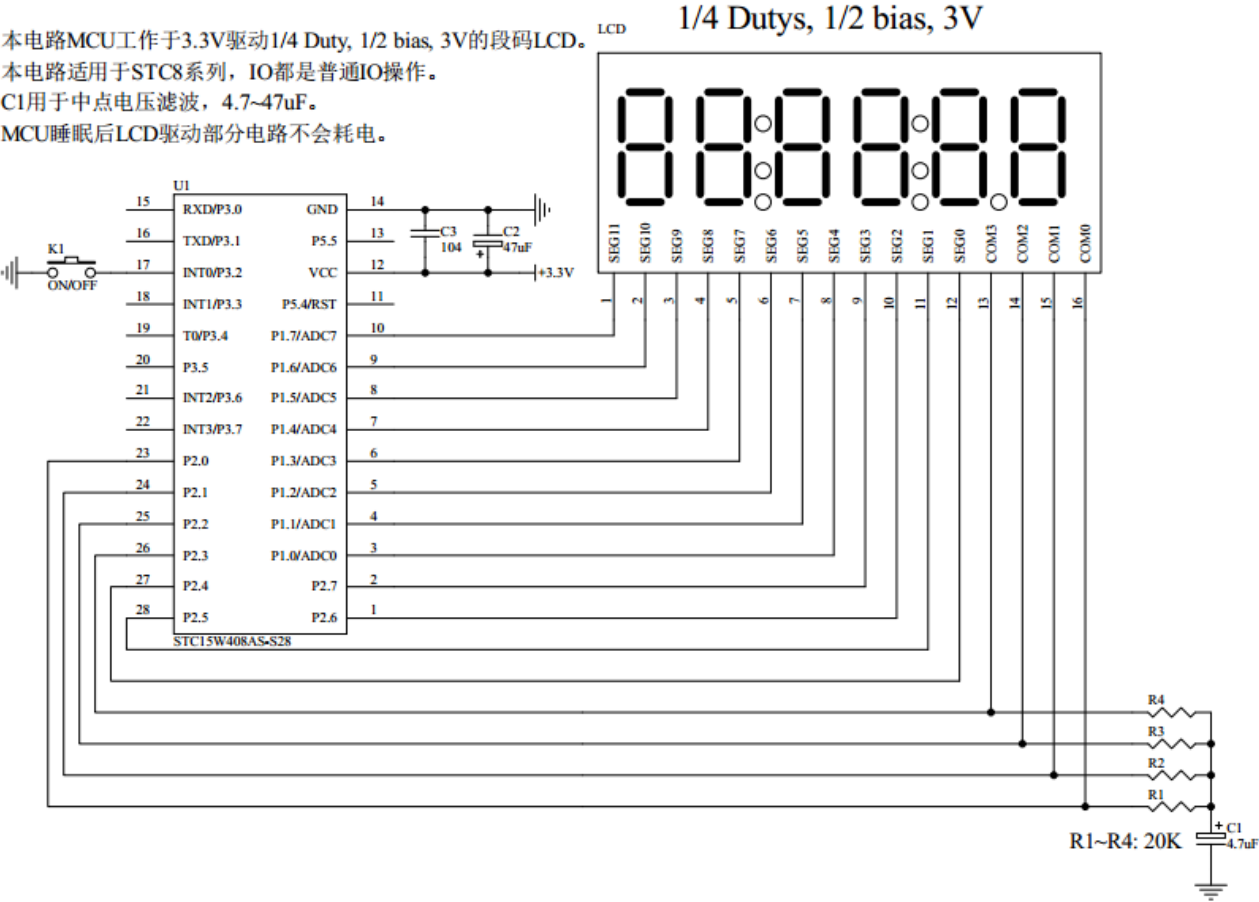 1/4 Dutys, 1/2 bias, 3V
LCD
本电路MCU工作于3.3V驱动1/4 Duty, 1/2 bias, 3V的段码LCD。
本电路适用于STC8系列，IO都是普通IO操作。
C1用于中点电压滤波，4.7~47uF。
MCU睡眠后LCD驱动部分电路不会耗电。
U1
15 RXD/P3.0 GND 14
16 TXD/P3.1 P5.5 13
17 INT0/P3.2 VCC 12
18 INT1/P3.3 P5.4/RST 11
19 T0/P3.4 P1.7/ADC7 10
20 P3.5 P1.6/ADC6 9
21 INT2/P3.6 P1.5/ADC5 8
22 INT3/P3.7 P1.4/ADC4 7
23 P2.0 P1.3/ADC3 6
24 P2.1 P1.2/ADC2 5
25 P2.2 P1.1/ADC1 4
26 P2.3 P1.0/ADC0 3
27 P2.4 P2.7 2
28 P2.5 P2.6 1
STC15W408AS-S28
K1
ON/OFF
C3
104
C2
+
47uF
+3.3V
SEG11 SEG10 SEG9 SEG8 SEG7 SEG6 SEG5 SEG4 SEG3 SEG2 SEG1 SEG0 COM3 COM2 COM1 COM0
1 2 3 4 5 6 7 8 9 10 11 12 13 14 15 16
R4
R3
R2
R1
R1~R4: 20K
+ C1
4.7uF